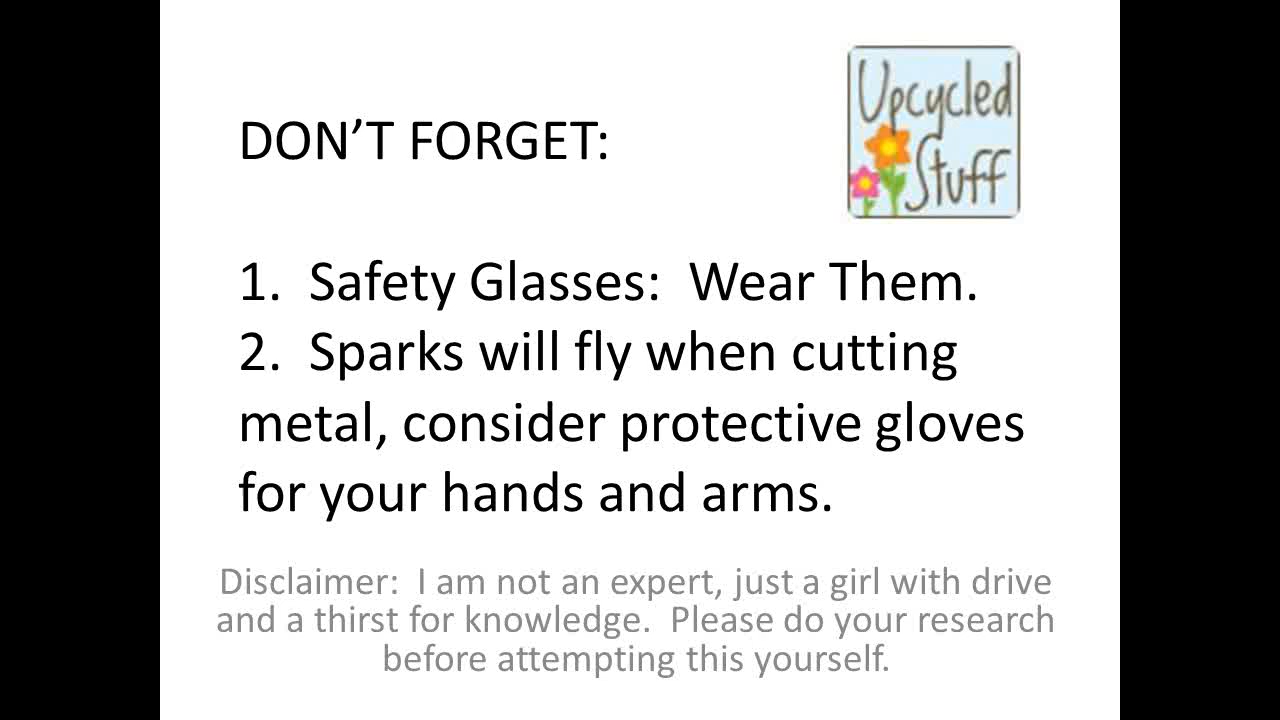 Upcycled
Stuff
DON’T FORGET:
1.  Safety Glasses:  Wear Them.
2.  Sparks will fly when cutting
metal, consider protective gloves
for your hands and arms.
Disclaimer:  I am not an expert, just a girl with drive
and a thirst for knowledge.  Please do your research
before attempting this yourself.